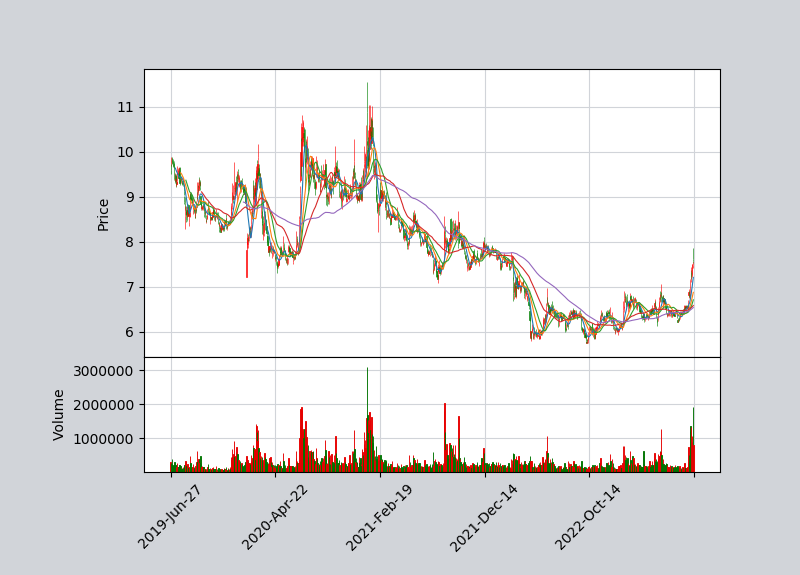 11
10
9
8
7
6
Price
3000000
2000000
1000000
Volume
2019-Jun-27
2020-Apr-22
2021-Feb-19
2021-Dec-14
2022-Oct-14